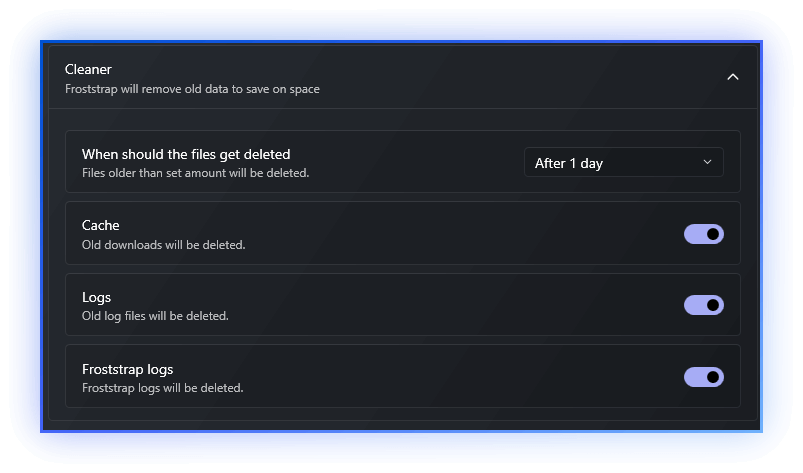 Cleaner
Froststrap will remove old data to save on space
When should the files get deleted
Files older than set amount will be deleted.
After 1 day
Cache
Old downloads will be deleted.
Logs
Old log files will be deleted.
Froststrap logs
Froststrap logs will be deleted.